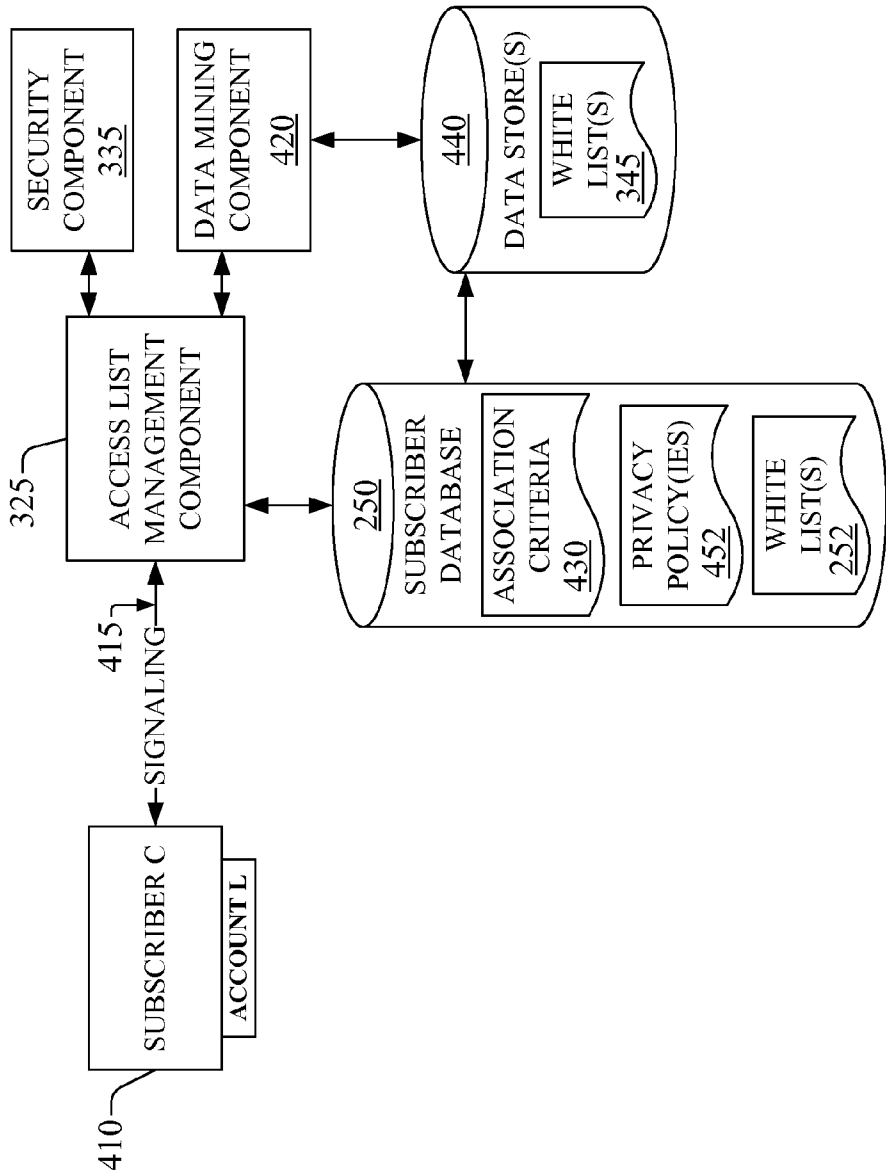 410
SUBSCRIBER C
ACCOUNT L
SIGNALING
415
325
ACCESS LIST
MANAGEMENT
COMPONENT
SECURITY
COMPONENT
335
DATA MINING
COMPONENT
420
250
SUBSCRIBER
DATABASE
ASSOCIATION
CRITERIA
430
PRIVACY
POLICY(IES)
452
WHITE
LIST(S)
252
440
DATA STORE(S)
WHITE
LIST(S)
345